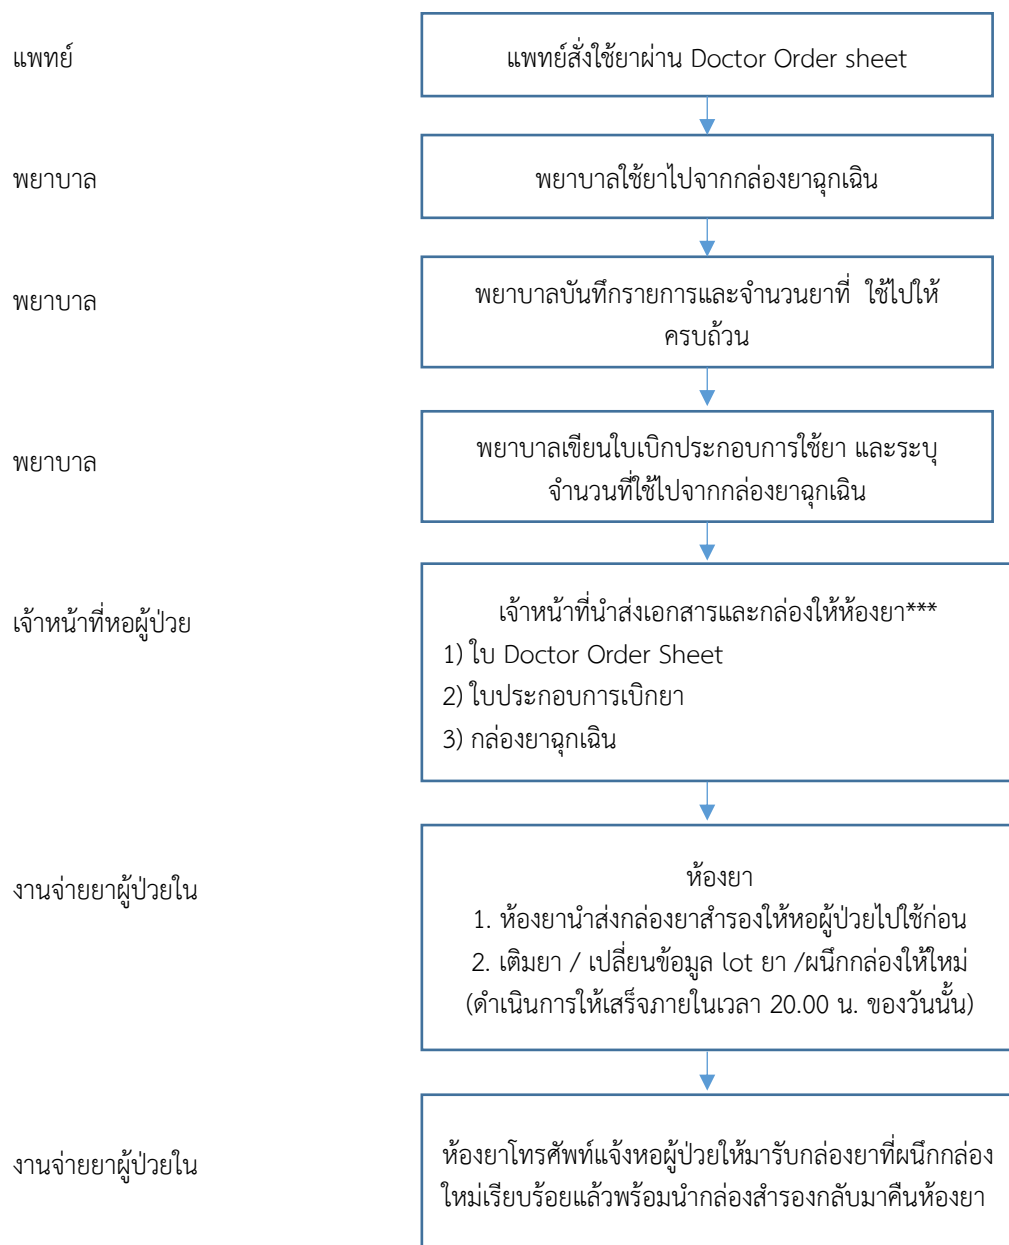 แพทย์
แพทย์สั่งใช้ยาผ่าน Doctor Order sheet
พยาบาล
พยาบาลใช้ยาไปจากกล่องยาฉุกเฉิน
พยาบาล
พยาบาลบันทึกรายการและจำนวนยาที่ ใช้ไปให้
ครบถ้วน
พยาบาล
พยาบาลเขียนใบเบิกประกอบการใช้ยา และระบุ
จำนวนที่ใช้ไปจากกล่องยาฉุกเฉิน
เจ้าหน้าที่หอผู้ป่วย
เจ้าหน้าที่นำส่งเอกสารและกล่องให้ห้องยา***
1) ใบ Doctor Order Sheet
2) ใบประกอบการเบิกยา
3) กล่องยาฉุกเฉิน
งานจ่ายยาผู้ป่วยใน
ห้องยา
1. ห้องยานำส่งกล่องยาสำรองให้หอผู้ป่วยไปใช้ก่อน
2. เติมยา / เปลี่ยนข้อมูล lot ยา /ผนึกกล่องให้ใหม่
(ดำเนินการให้เสร็จภายในเวลา 20.00 น. ของวันนั้น)
งานจ่ายยาผู้ป่วยใน
ห้องยาโทรศัพท์แจ้งหอผู้ป่วยให้มารับกล่องยาที่ผนึกกล่อง
ใหม่เรียบร้อยแล้วพร้อมนำกล่องสำรองกลับมาคืนห้องยา